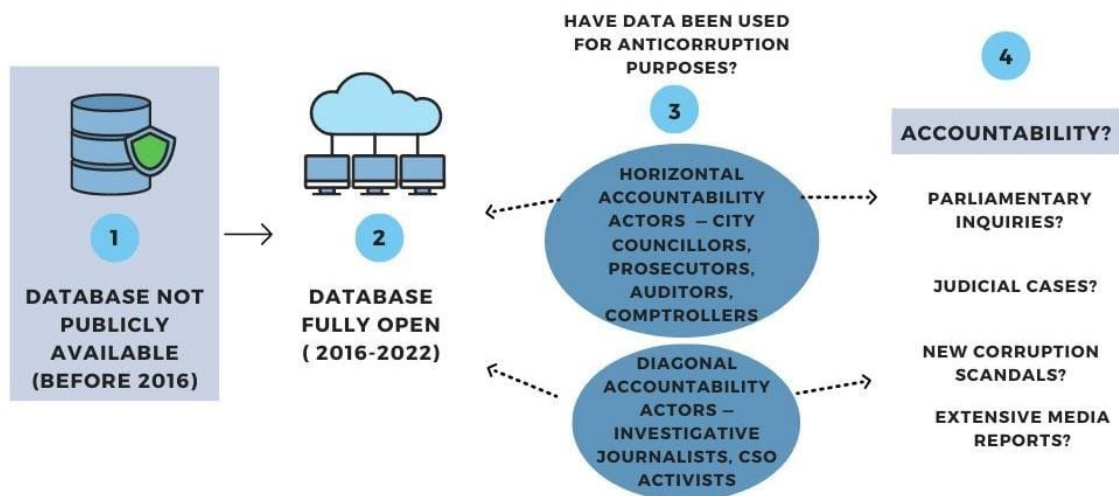 1
DATABASE NOT
PUBLICLY
AVAILABLE
(BEFORE 2016)
2
DATABASE
FULLY OPEN
( 2016-2022)
HAVE DATA BEEN USED
FOR ANTICORRUPTION
PURPOSES?
3
HORIZONTAL
ACCOUNTABILITY
ACTORS – CITY
COUNCILLORS,
PROSECUTORS,
AUDITORS,
COMPTROLLERS
DIAGONAL
ACCOUNTABILITY
ACTORS –
INVESTIGATIVE
JOURNALISTS, CSO
ACTIVISTS
4
ACCOUNTABILITY?
PARLIAMENTARY
INQUIRIES?
JUDICIAL CASES?
NEW CORRUPTION
SCANDALS?
EXTENSIVE MEDIA
REPORTS?